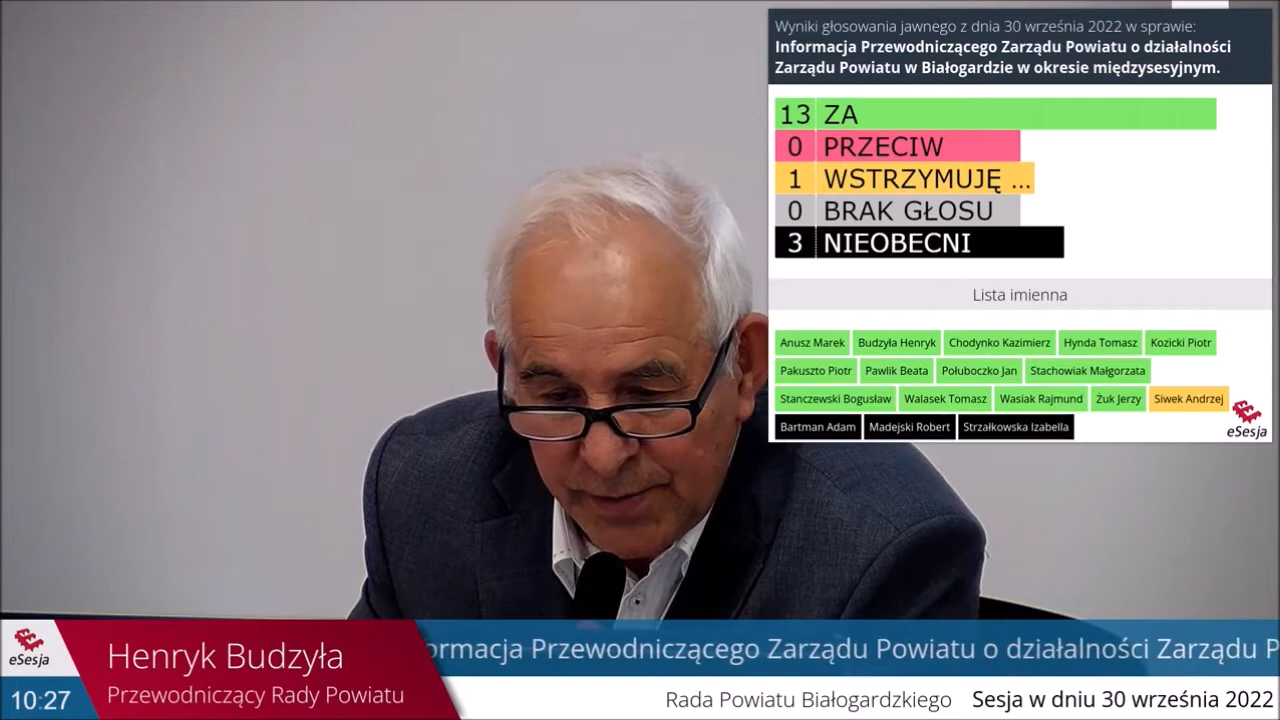 Wyniki głosowania jawnego z dnia 30 września 2022 w sprawie:
Informacja Przewodniczącego Zarządu Powiatu o działalności
Zarządu Powiatu w Białogardzie w okresie międzysesyjnym.
13 ZA
0 PRZECIW
1 WSTRZYMUJĘ ...
0 BRAK GŁOSU
3 NIEOBECNI
Lista imienna
Anusz Marek Budzyła Henryk Chodynko Kazimierz Hynda Tomasz Kozicki Piotr
Pakuszto Piotr Pawlik Beata Połuboczko Jan Stachowiak Małgorzata
Stanczewski Bogusław Walasek Tomasz Wasiak Rajmund Żuk Jerzy Siwek Andrzej
Bartman Adam Madejski Robert Strzałkowska Izabella
eSesja
eSesja
Henryk Budzyła
Przewodniczący Rady Powiatu
ormacja Przewodniczącego Zarządu Powiatu o działalności Zarządu P
10:27
Rada Powiatu Białogardzkiego Sesja w dniu 30 września 2022